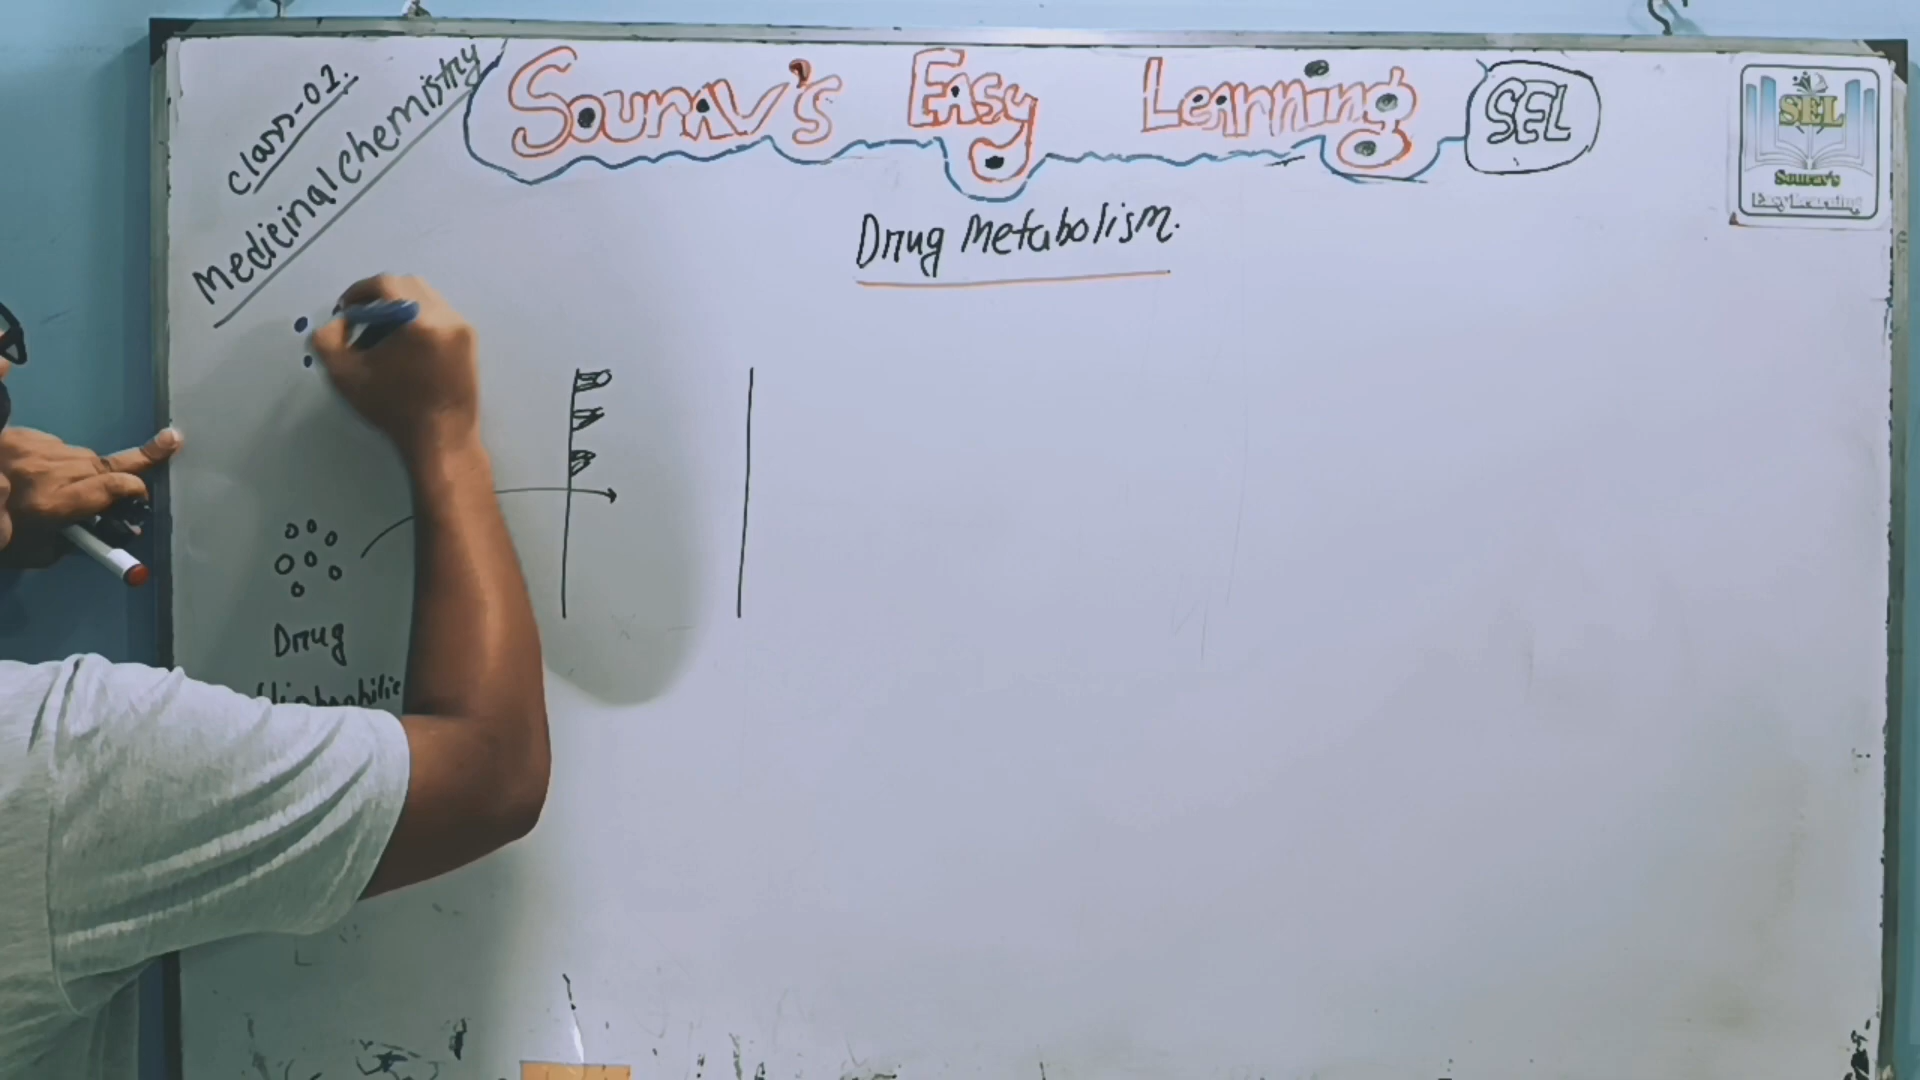 Class-01.
Medicinal chemistry
Sourav's Easy Learning
SEL
SEL
Sourav's
Easy Learning
Drug Metabolism.
Drug